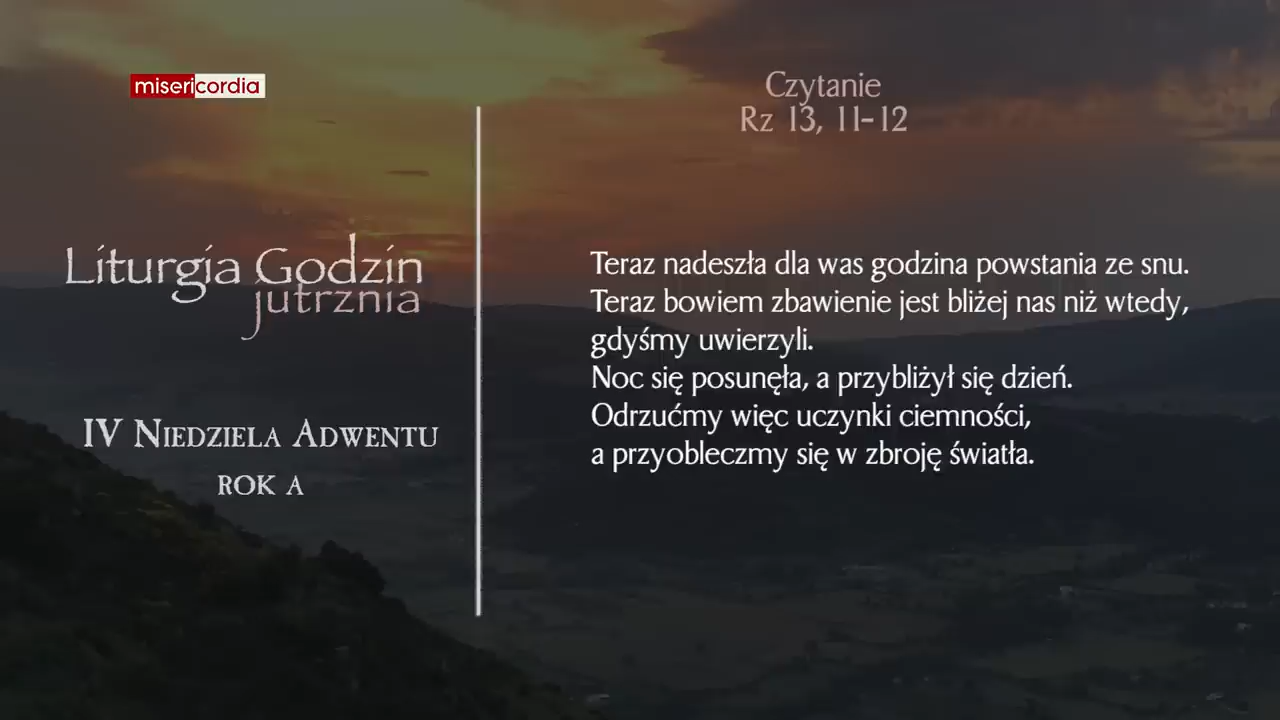 misericordia
Liturgia Godzin
jutrznia
IV Niedziela Adwentu
rok A
Czytanie
Rz 13, 11-12
Teraz nadeszła dla was godzina powstania ze snu.
Teraz bowiem zbawienie jest bliżej nas niż wtedy,
gdyśmy uwierzyli.
Noc się posunęła, a przybliżył się dzień.
Odrzućmy więc uczynki ciemności,
a przyobleczmy się w zbroję światła.